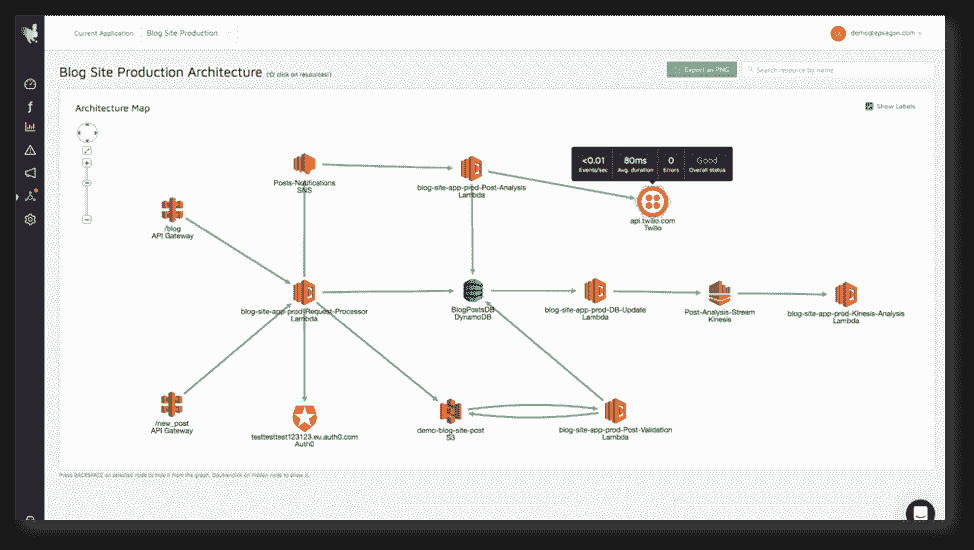 Current Application
Blog Site Production
demo@epsagon.com
Blog Site Production Architecture (☆ click on resources!)
Export as PNG
Search resource by name
Architecture Map
Show Labels
<0.01
Events/sec
80ms
Avg. duration
0
Errors
Good
Overall status
Posts-Notifications
SNS
blog-site-app-prod-Post-Analysis
Lambda
api.twilio.com
Twilio
/blog
API Gateway
blog-site-app-prod-Request-Processor
Lambda
BlogPostsDB
DynamoDB
blog-site-app-prod-DB-Update
Lambda
Post-Analysis-Stream
Kinesis
blog-site-app-prod-Kinesis-Analysis
Lambda
/new_post
API Gateway
testtesttest123123.eu.auth0.com
Auth0
demo-blog-site-post
S3
blog-site-app-prod-Post-Validation
Lambda
Press BACKSPACE on selected node to hide it from the graph. Doubleclick on hidden node to show it.